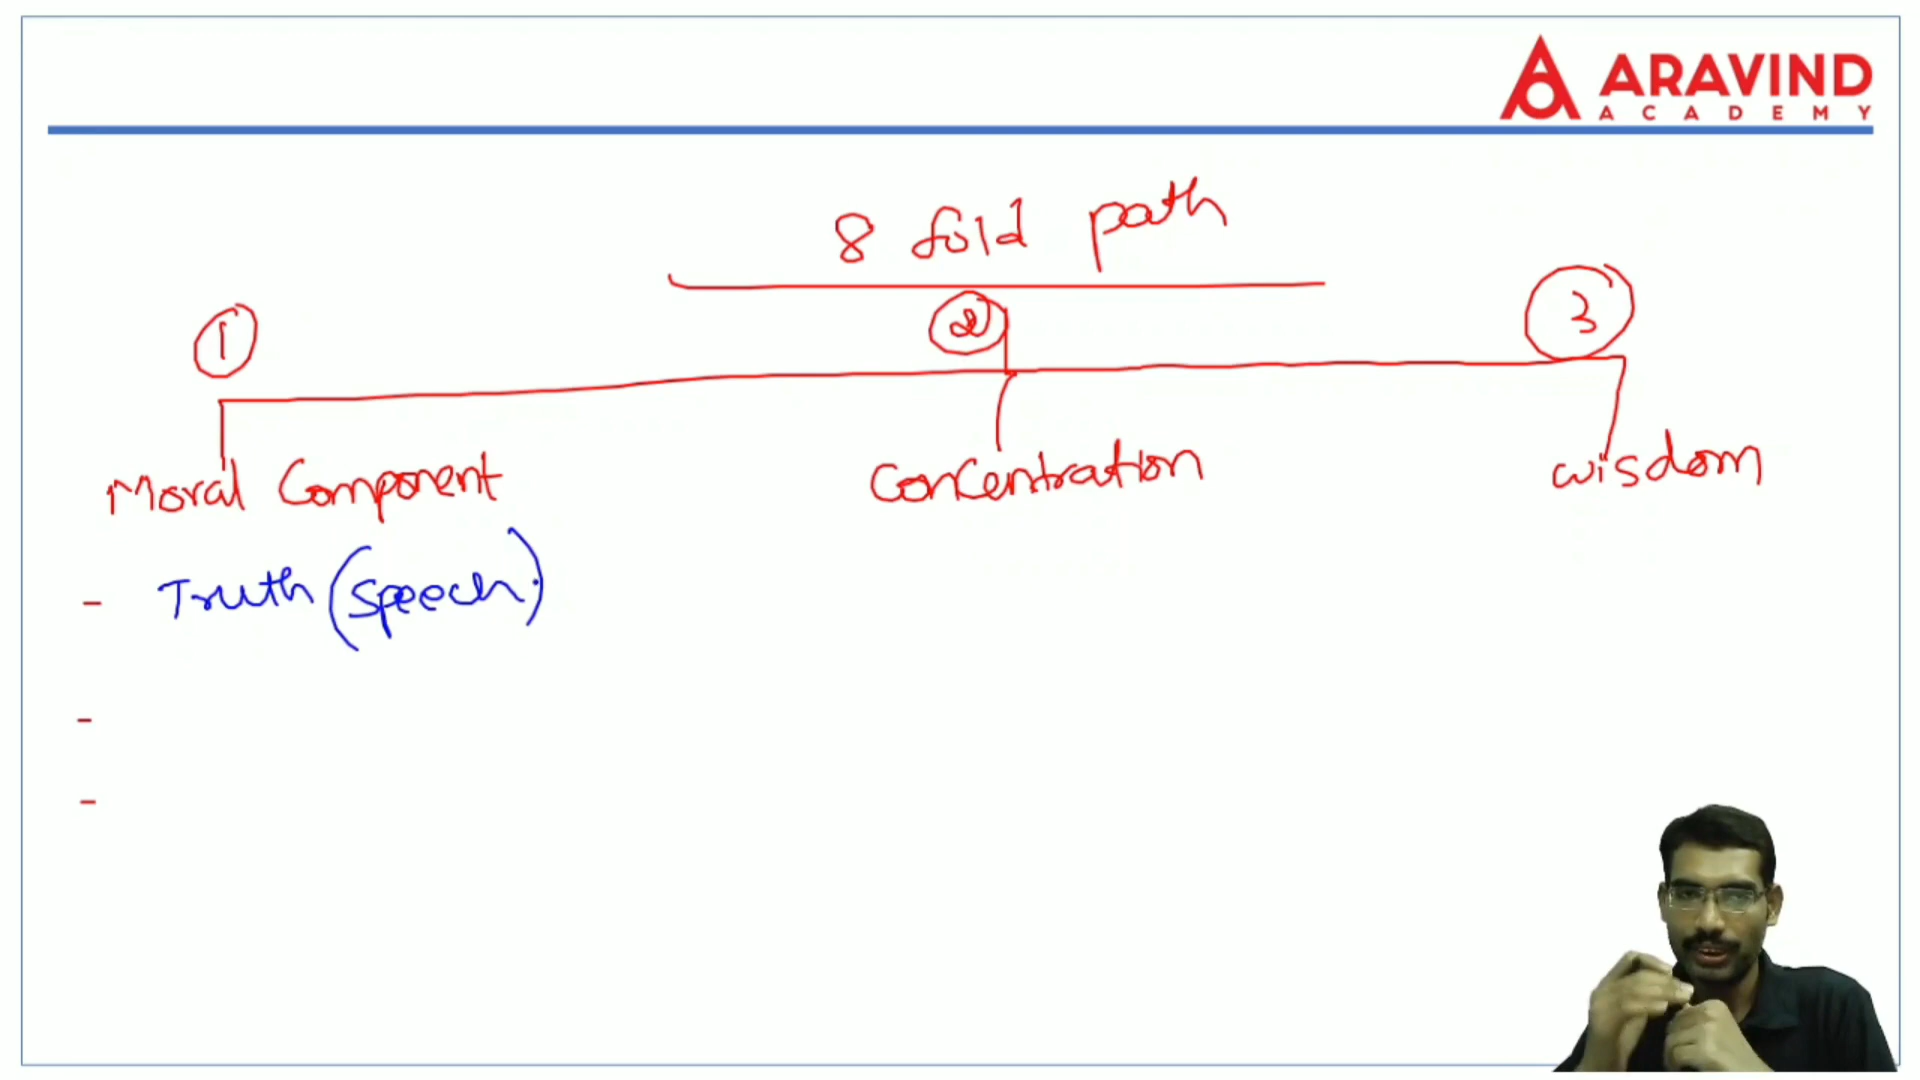 ARAVIND
ACADEMY
8 fold path
1 2 3
Moral Component Concentration wisdom
- Truth (speech)
-
-